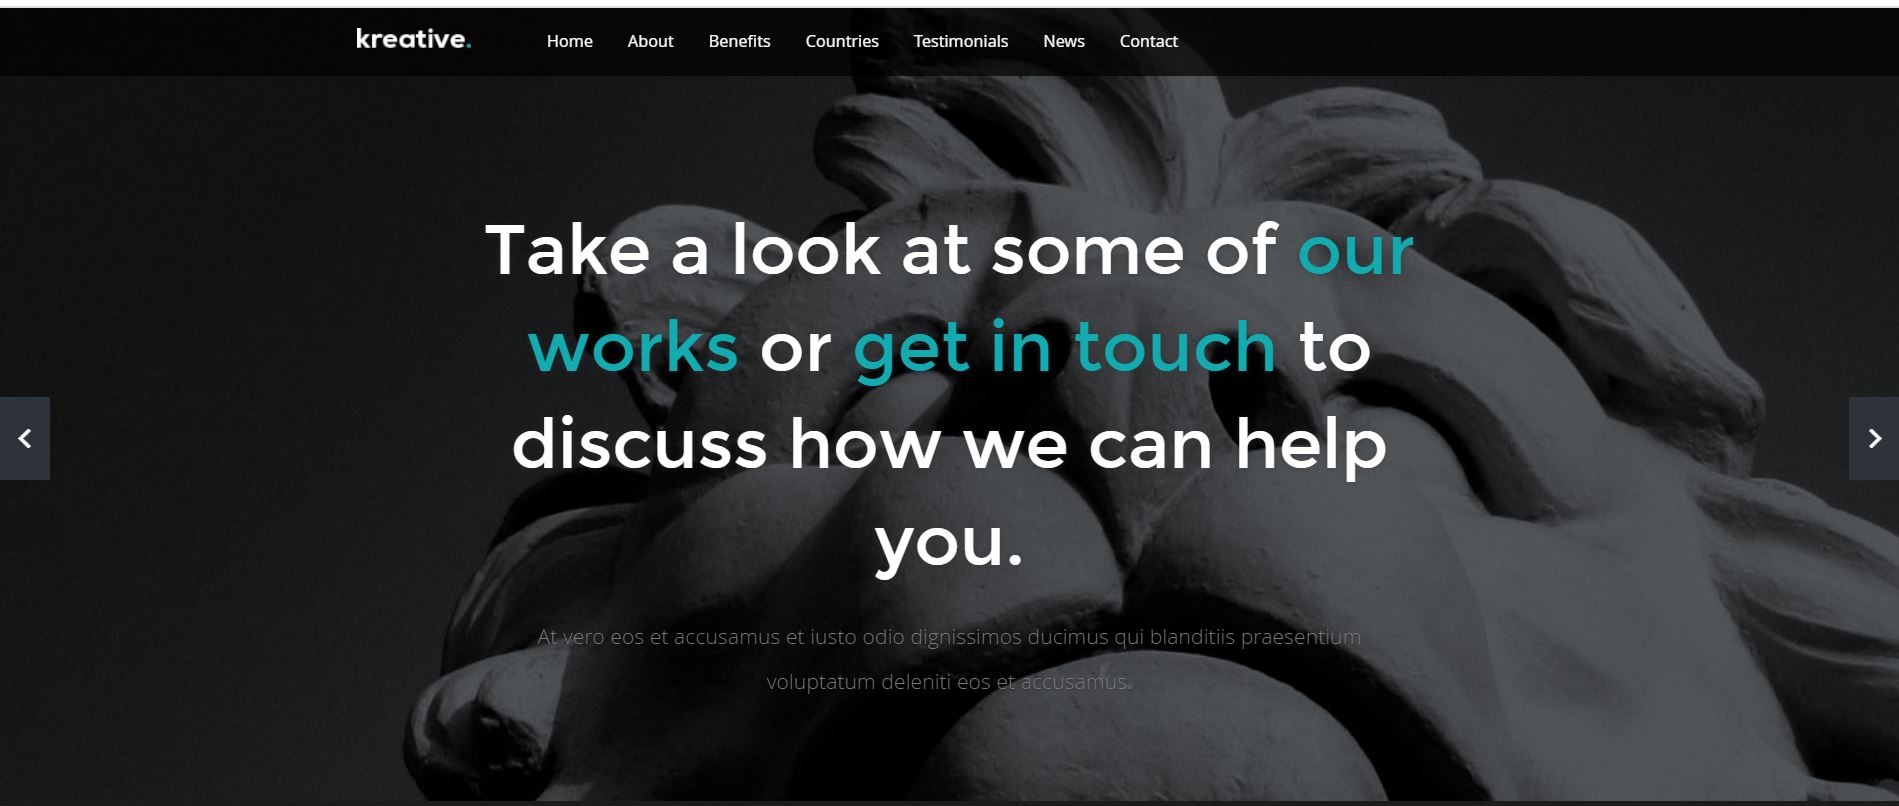 kreative.
Home About Benefits Countries Testimonials News Contact
Take a look at some of our
works or get in touch to
discuss how we can help
you.
At vero eos et accusamus et iusto odio dignissimos ducimus qui blanditiis praesentium
voluptatum deleniti eos et accusamus.